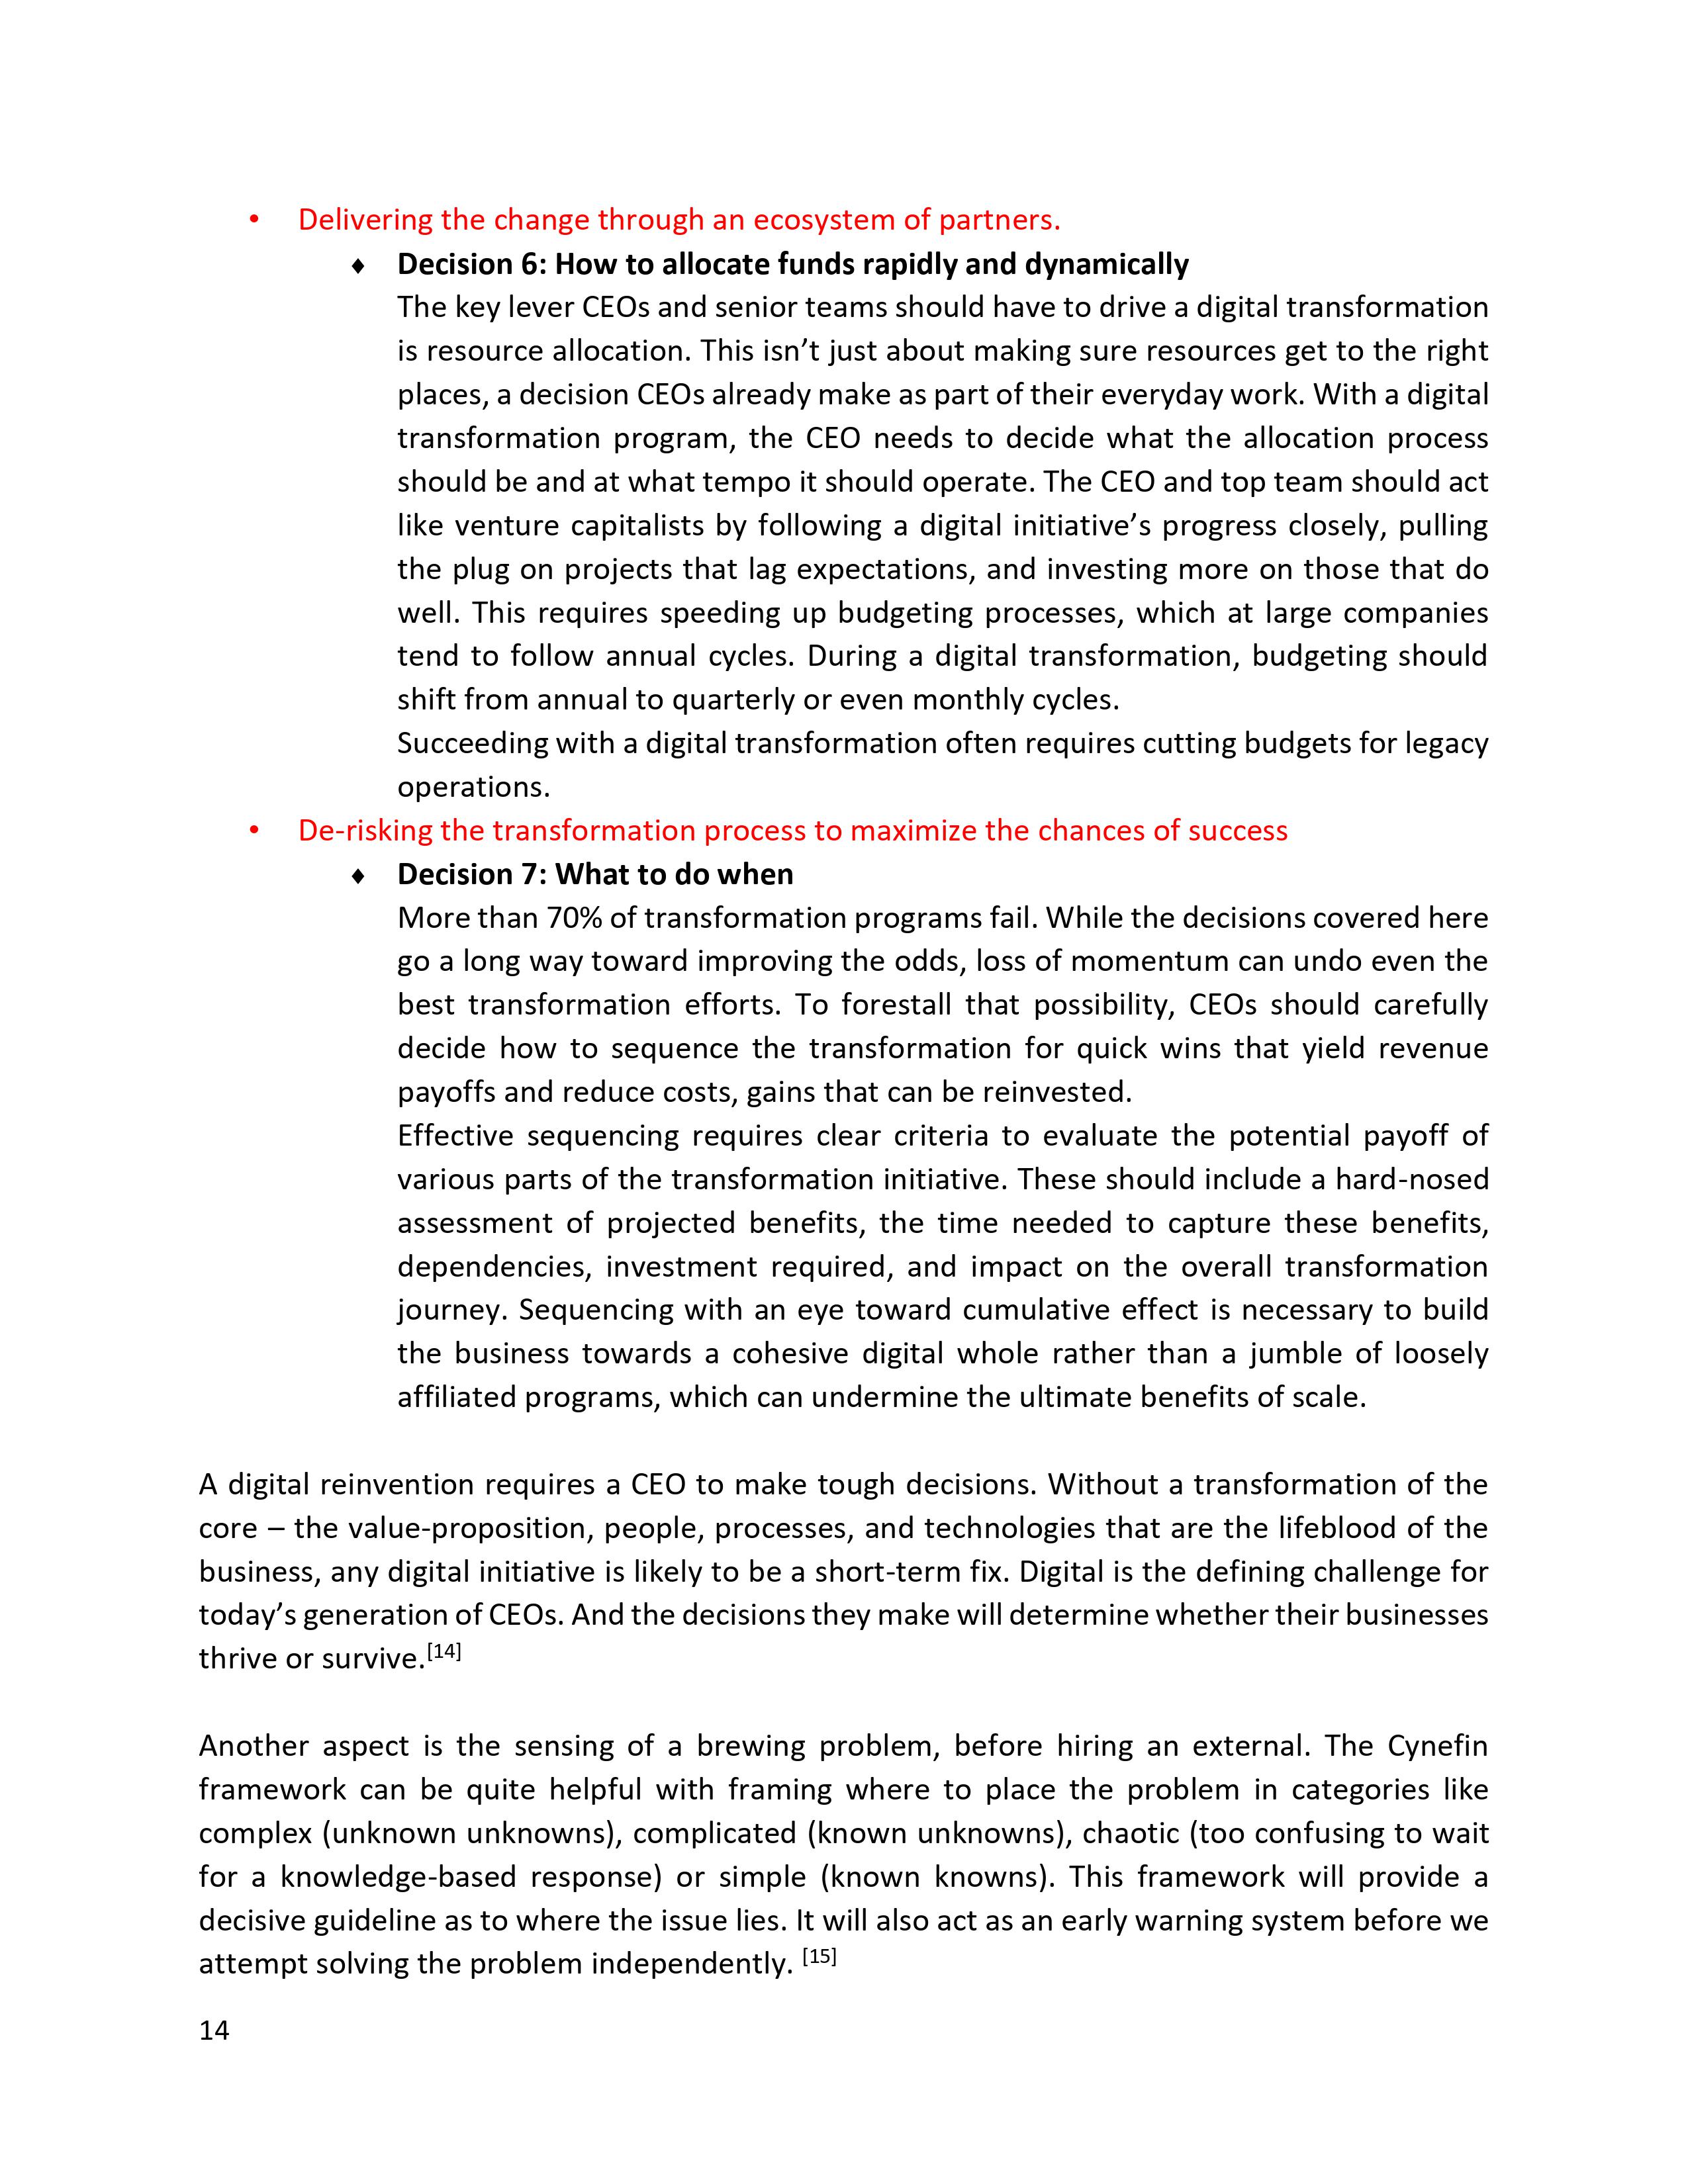 • Delivering the change through an ecosystem of partners.
♦ Decision 6: How to allocate funds rapidly and dynamically
The key lever CEOs and senior teams should have to drive a digital transformation
is resource allocation. This isn’t just about making sure resources get to the right
places, a decision CEOs already make as part of their everyday work. With a digital
transformation program, the CEO needs to decide what the allocation process
should be and at what tempo it should operate. The CEO and top team should act
like venture capitalists by following a digital initiative’s progress closely, pulling
the plug on projects that lag expectations, and investing more on those that do
well. This requires speeding up budgeting processes, which at large companies
tend to follow annual cycles. During a digital transformation, budgeting should
shift from annual to quarterly or even monthly cycles.
Succeeding with a digital transformation often requires cutting budgets for legacy
operations.
• De-risking the transformation process to maximize the chances of success
♦ Decision 7: What to do when
More than 70% of transformation programs fail. While the decisions covered here
go a long way toward improving the odds, loss of momentum can undo even the
best transformation efforts. To forestall that possibility, CEOs should carefully
decide how to sequence the transformation for quick wins that yield revenue
payoffs and reduce costs, gains that can be reinvested.
Effective sequencing requires clear criteria to evaluate the potential payoff of
various parts of the transformation initiative. These should include a hard-nosed
assessment of projected benefits, the time needed to capture these benefits,
dependencies, investment required, and impact on the overall transformation
journey. Sequencing with an eye toward cumulative effect is necessary to build
the business towards a cohesive digital whole rather than a jumble of loosely
affiliated programs, which can undermine the ultimate benefits of scale.
A digital reinvention requires a CEO to make tough decisions. Without a transformation of the
core – the value-proposition, people, processes, and technologies that are the lifeblood of the
business, any digital initiative is likely to be a short-term fix. Digital is the defining challenge for
today’s generation of CEOs. And the decisions they make will determine whether their businesses
thrive or survive.[14]
Another aspect is the sensing of a brewing problem, before hiring an external. The Cynefin
framework can be quite helpful with framing where to place the problem in categories like
complex (unknown unknowns), complicated (known unknowns), chaotic (too confusing to wait
for a knowledge-based response) or simple (known knowns). This framework will provide a
decisive guideline as to where the issue lies. It will also act as an early warning system before we
attempt solving the problem independently. [15]
14